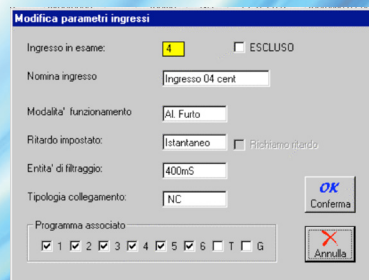 Modifica parametri ingressi
Ingresso in esame: 4 ESCLUSO
Nomina ingresso Ingresso 04 cent
Modalita' funzionamento Al. Furto
Ritardo impostato: Istantaneo Richiamo ritardo
Entita' di filtraggio: 400mS
Tipologia collegamento: NC
OK
Conferma
Programma associato
1 2 3 4 5 6 T G
Annulla